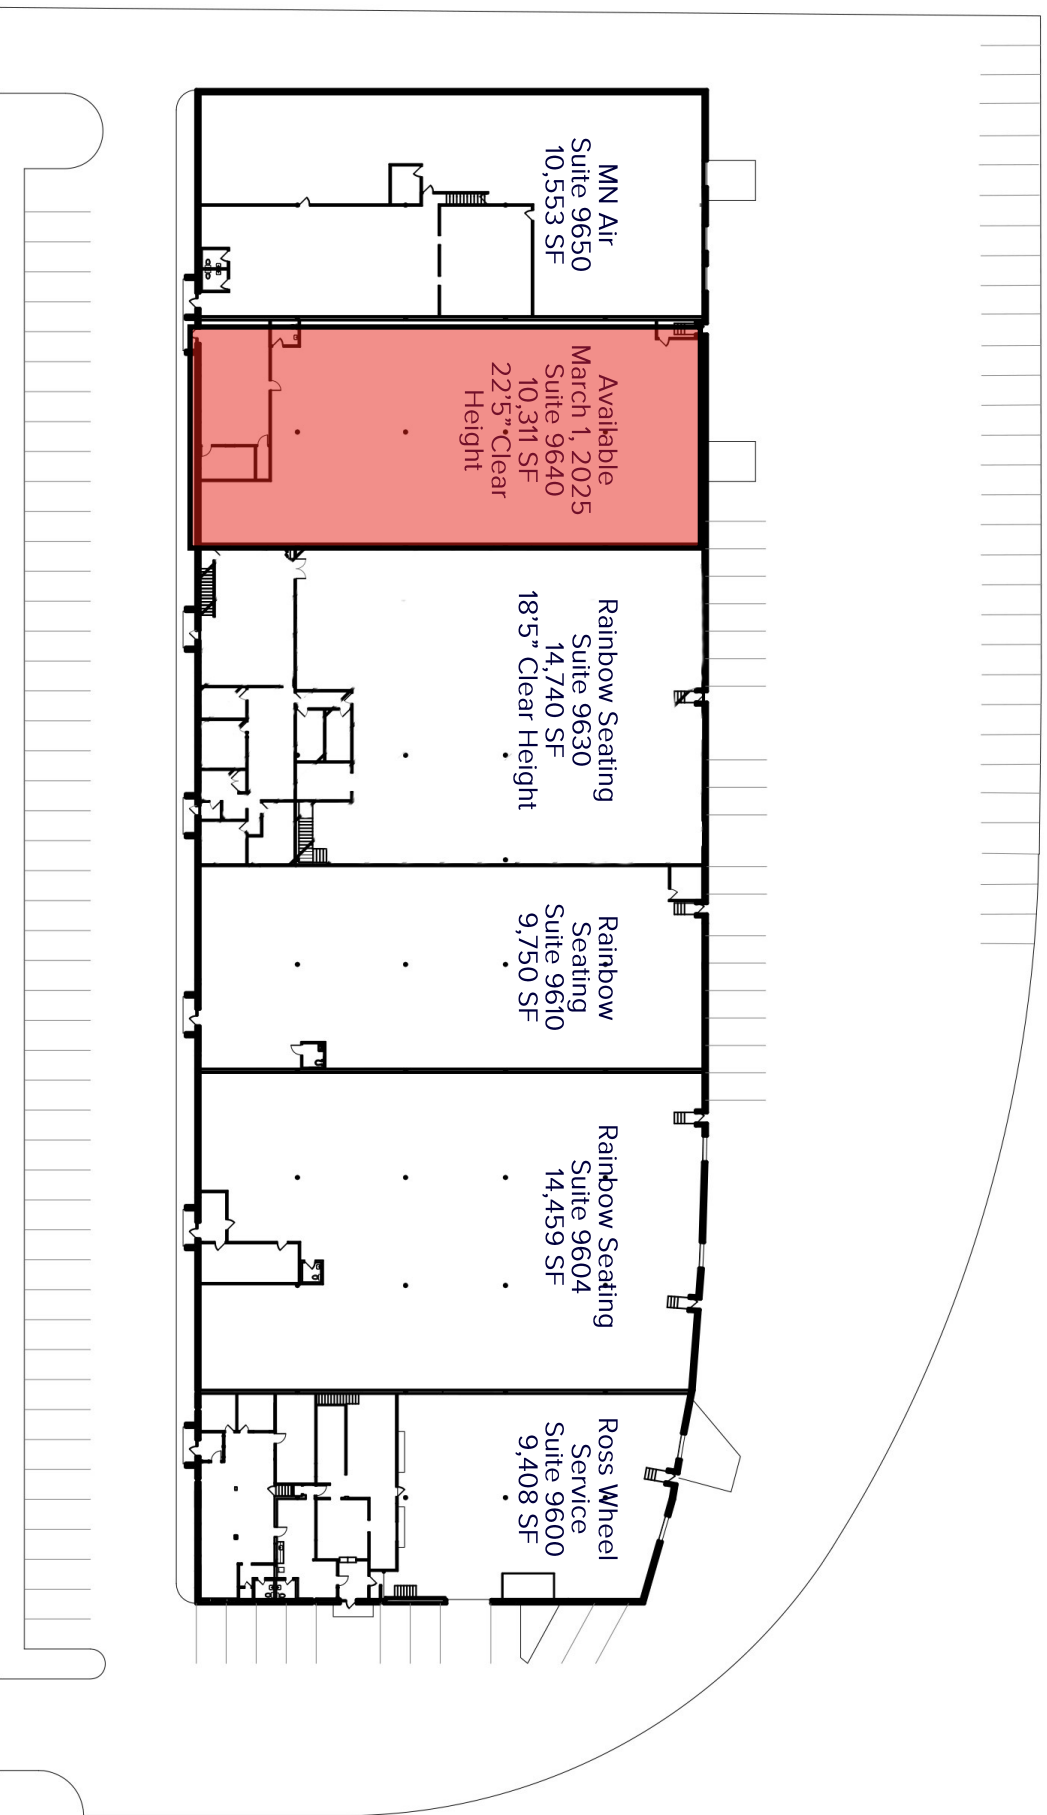 MN Air
Suite 9650
10,553 SF
Available
March 1, 2025
Suite 9640
10,311 SF
22'5" Clear
Height
Rainbow Seating
Suite 9630
14,740 SF
18'5" Clear Height
Rainbow
Seating
Suite 9610
9,750 SF
Rainbow Seating
Suite 9604
14,459 SF
Ross Wheel
Service
Suite 9600
9,408 SF